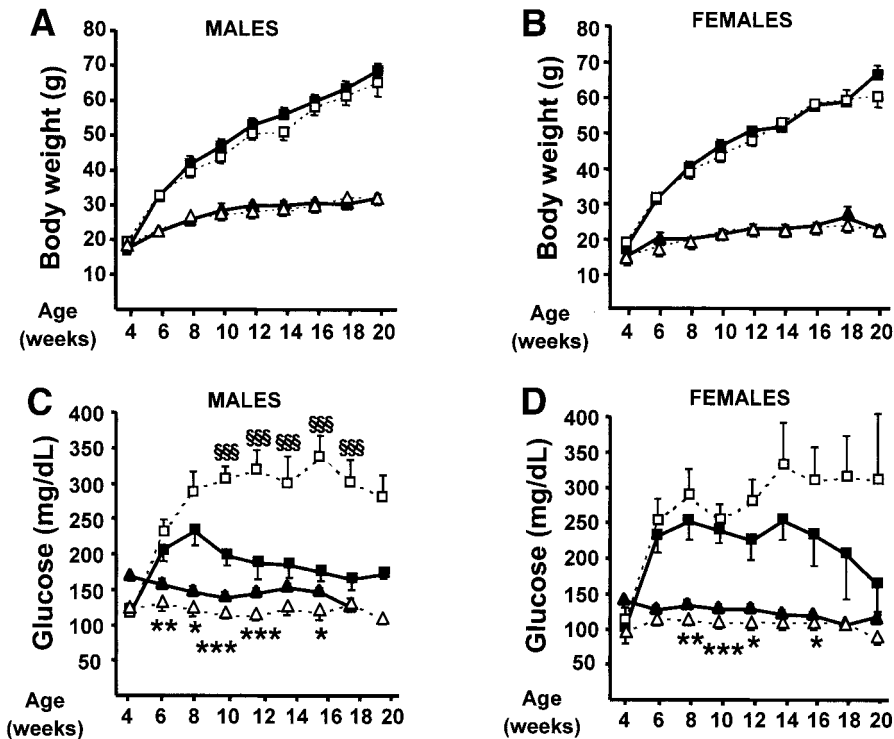 A
MALES
Body weight (g)
80
70
60
50
40
30
20
10
Age
(weeks)
4 6 8 10 12 14 16 18 20
B
FEMALES
Body weight (g)
80
70
60
50
40
30
20
10
Age
(weeks)
4 6 8 10 12 14 16 18 20
C
MALES
Glucose (mg/dL)
400
350
300
250
200
150
100
50
§§§ §§§ §§§ §§§ §§§
** * *** *** *
Age
(weeks)
4 6 8 10 12 14 16 18 20
D
FEMALES
Glucose (mg/dL)
400
350
300
250
200
150
100
50
** *** * *
Age
(weeks)
4 6 8 10 12 14 16 18 20